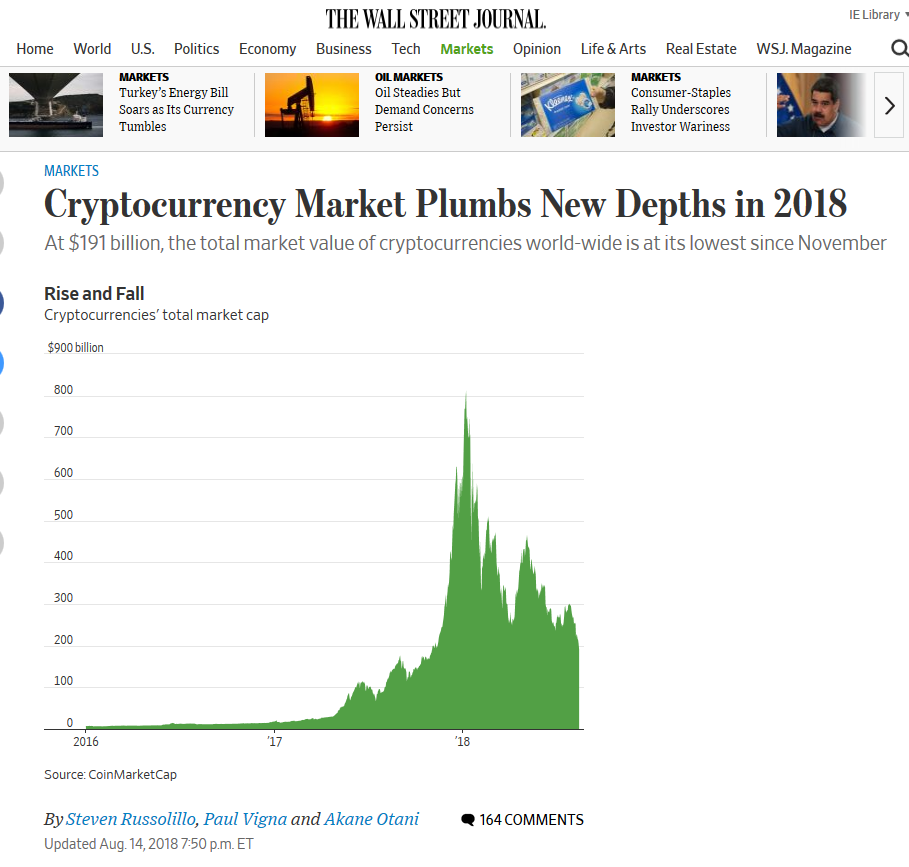 THE WALL STREET JOURNAL.
IE Library
Home World U.S. Politics Economy Business Tech Markets Opinion Life & Arts Real Estate WSJ. Magazine
MARKETS
Turkey's Energy Bill
Soars as Its Currency
Tumbles
OIL MARKETS
Oil Steadies But
Demand Concerns
Persist
Kleenex
MARKETS
Consumer-Staples
Rally Underscores
Investor Wariness
MARKETS
Cryptocurrency Market Plumbs New Depths in 2018
At $191 billion, the total market value of cryptocurrencies world-wide is at its lowest since November
Rise and Fall
Cryptocurrencies' total market cap
$900 billion
800
700
600
500
400
300
200
100
0
2016 '17 '18
Source: CoinMarketCap
By Steven Russolillo, Paul Vigna and Akane Otani
164 COMMENTS
Updated Aug. 14, 2018 7:50 p.m. ET